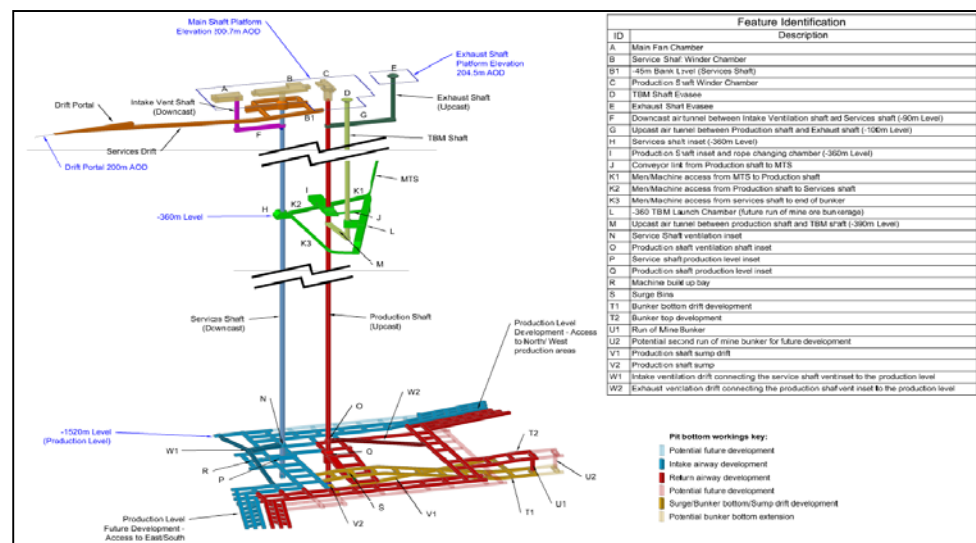 Main Shaft Platform
Elevation 200.7m AOD
Exhaust Shaft
Platform Elevation
204.5m AOD
A
B
C
D
E
B1
F
G
Drift Portal
Intake Vent Shaft
(Downcast)
Exhaust Shaft
(Upcast)
TBM Shaft
Services Drift
Drift Portal 200m AOD
MTS
-360m Level
H
I
K1
K2
K3
J
L
M
Services Shaft
(Downcast)
Production Shaft
(Upcast)
Production Level
Development - Access
to North/ West
production areas
N
O
W2
-1520m Level
(Production Level)
W1
R
P
Q
T2
U2
S
V1
V2
T1
U1
Production Level
Future Development -
Access to East/South
Feature Identification
ID Description
A Main Fan Chamber
B Service Shaft Winder Chamber
B1 -45m Bank Level (Services Shaft)
C Production Shaft Winder Chamber
D TBM Shaft Evasee
E Exhaust Shaft Evasee
F Downcast air tunnel between Intake Ventilation shaft and Services shaft (-90m Level)
G Upcast air tunnel between Production shaft and Exhaust shaft (-100m Level)
H Services shaft inset (-360m Level)
I Production Shaft inset and rope changing chamber (-360m Level)
J Conveyor link from Production shaft to MTS
K1 Men/Machine access from MTS to Production shaft
K2 Men/Machine access from Production shaft to Services shaft
K3 Men/Machine access from services shaft to end of bunker
L -360 TBM Launch Chamber (future run of mine ore bunkerage)
M Upcast air tunnel between production shaft and TBM shaft (-390m Level)
N Service Shaft ventilation inset
O Production shaft ventilation shaft inset
P Service shaft production level inset
Q Production shaft production level inset
R Machine build up bay
S Surge Bins
T1 Bunker bottom drift development
T2 Bunker top development
U1 Run of Mine Bunker
U2 Potential second run of mine bunker for future development
V1 Production shaft sump drift
V2 Production shaft sump
W1 Intake ventilation drift connecting the service shaft vent inset to the production level
W2 Exhaust ventilation drift connecting the production shaft vent inset to the production level
Pit bottom workings key:
Potential future development
Intake airway development
Return airway development
Potential future development
Surge/Bunker bottom/Sump drift development
Potential bunker bottom extension